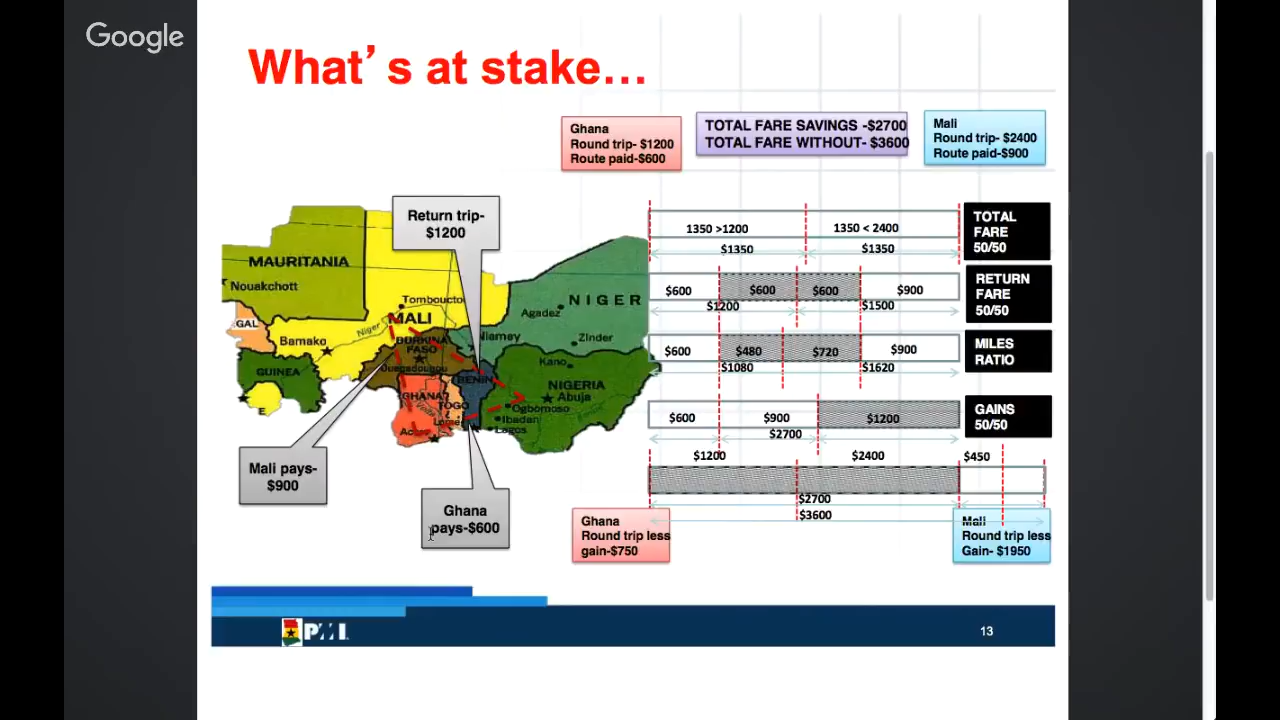 Google
What's at stake...
Ghana
Round trip- $1200
Route paid-$600
TOTAL FARE SAVINGS -$2700
TOTAL FARE WITHOUT- $3600
Mali
Round trip- $2400
Route paid-$900
Return trip-
$1200
MAURITANIA
Nouakchott
Tombouctou
MALI
Niger
GAL
Bamako
BURKINA
FASO
Ouagadougou
GUINEA
E
NIGER
Agadez
Zinder
Niamey
Kano
BENIN
NIGERIA
Abuja
GHANA
TOGO
Ogbomoso
Ibadan
Lagos
Mali pays-
$900
Ghana
pays-$600
1350 >1200
1350 < 2400
$1350
$1350
TOTAL
FARE
50/50
$600
$600
$600
$900
$1200
$1500
RETURN
FARE
50/50
$600
$480
$720
$900
$1080
$1620
MILES
RATIO
$600
$900
$1200
$2700
GAINS
50/50
$1200
$2400
$450
$2700
$3600
Ghana
Round trip less
gain-$750
Mali
Round trip less
Gain- $1950
PMI
13